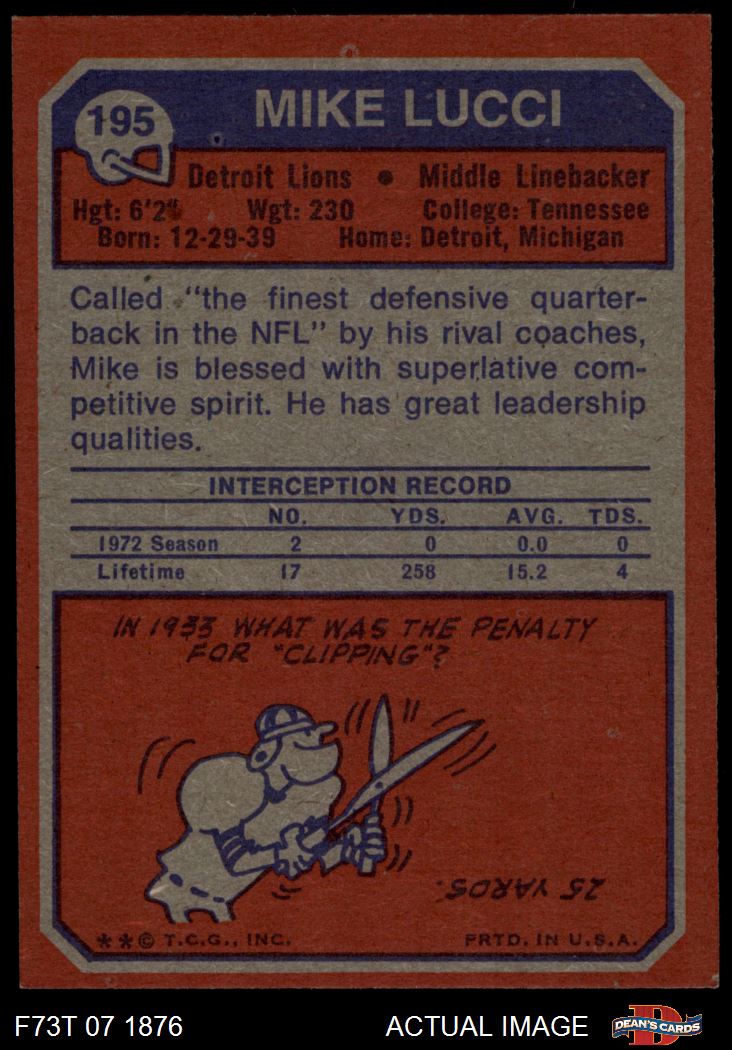 195
MIKE LUCCI
Detroit Lions • Middle Linebacker
Hgt: 6'2" Wgt: 230 College: Tennessee
Born: 12-29-39 Home: Detroit, Michigan
Called "the finest defensive quarter-
back in the NFL" by his rival coaches,
Mike is blessed with superlative com-
petitive spirit. He has great leadership
qualities.
INTERCEPTION RECORD
NO. YDS. AVG. TDS.
1972 Season 2 0 0.0 0
Lifetime 17 258 15.2 4
IN 1933 WHAT WAS THE PENALTY
FOR "CLIPPING"?
25 YARDS.
**© T.C.G., INC. PRTD. IN U.S.A.
F73T 07 1876 ACTUAL IMAGE
D
DEAN'S CARDS